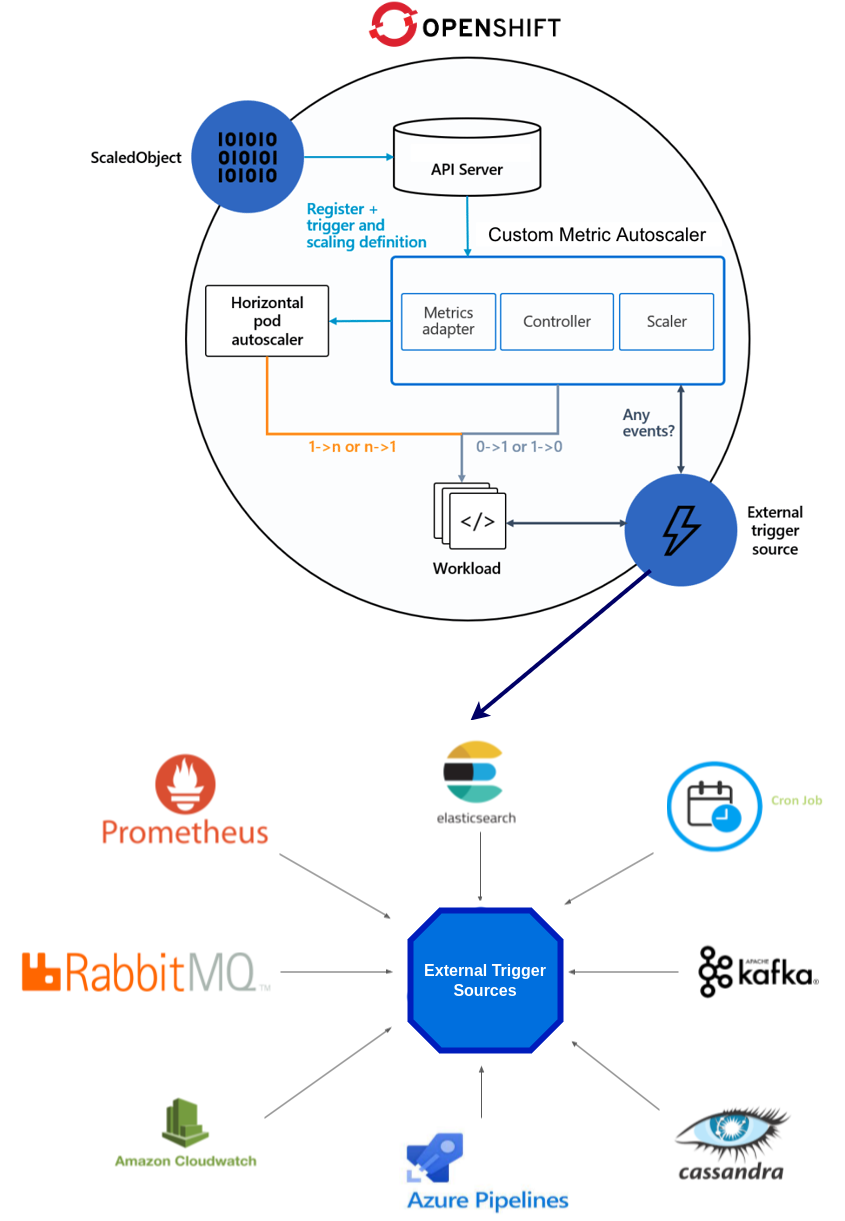 OPENSHIFT
ScaledObject
101010
010101
101010
API Server
Register +
trigger and
scaling definition
Custom Metric Autoscaler
Horizontal
pod
autoscaler
Metrics
adapter
Controller
Scaler
Any
events?
1->n or n->1
0->1 or 1->0
</>
Workload
External
trigger
source
elasticsearch
Prometheus
Cron Job
RabbitMQ™
External Trigger
Sources
APACHE
kafka®
Amazon Cloudwatch
Azure Pipelines
cassandra